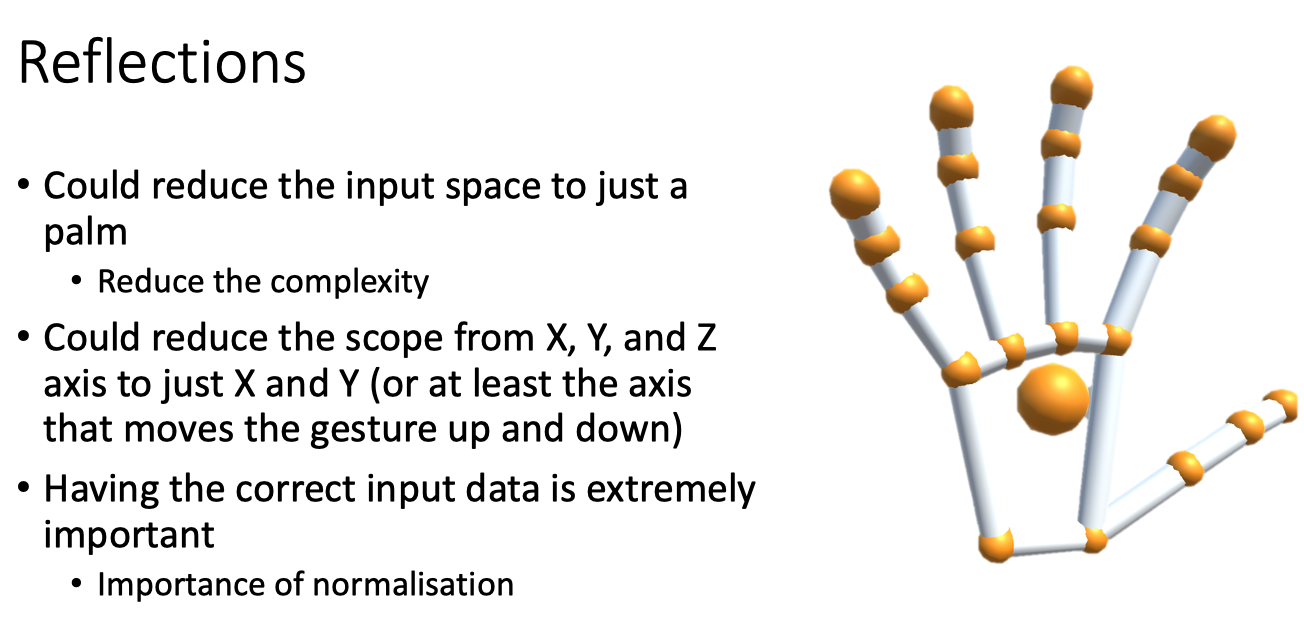 Reflections
• Could reduce the input space to just a
palm
• Reduce the complexity
• Could reduce the scope from X, Y, and Z
axis to just X and Y (or at least the axis
that moves the gesture up and down)
• Having the correct input data is extremely
important
• Importance of normalisation